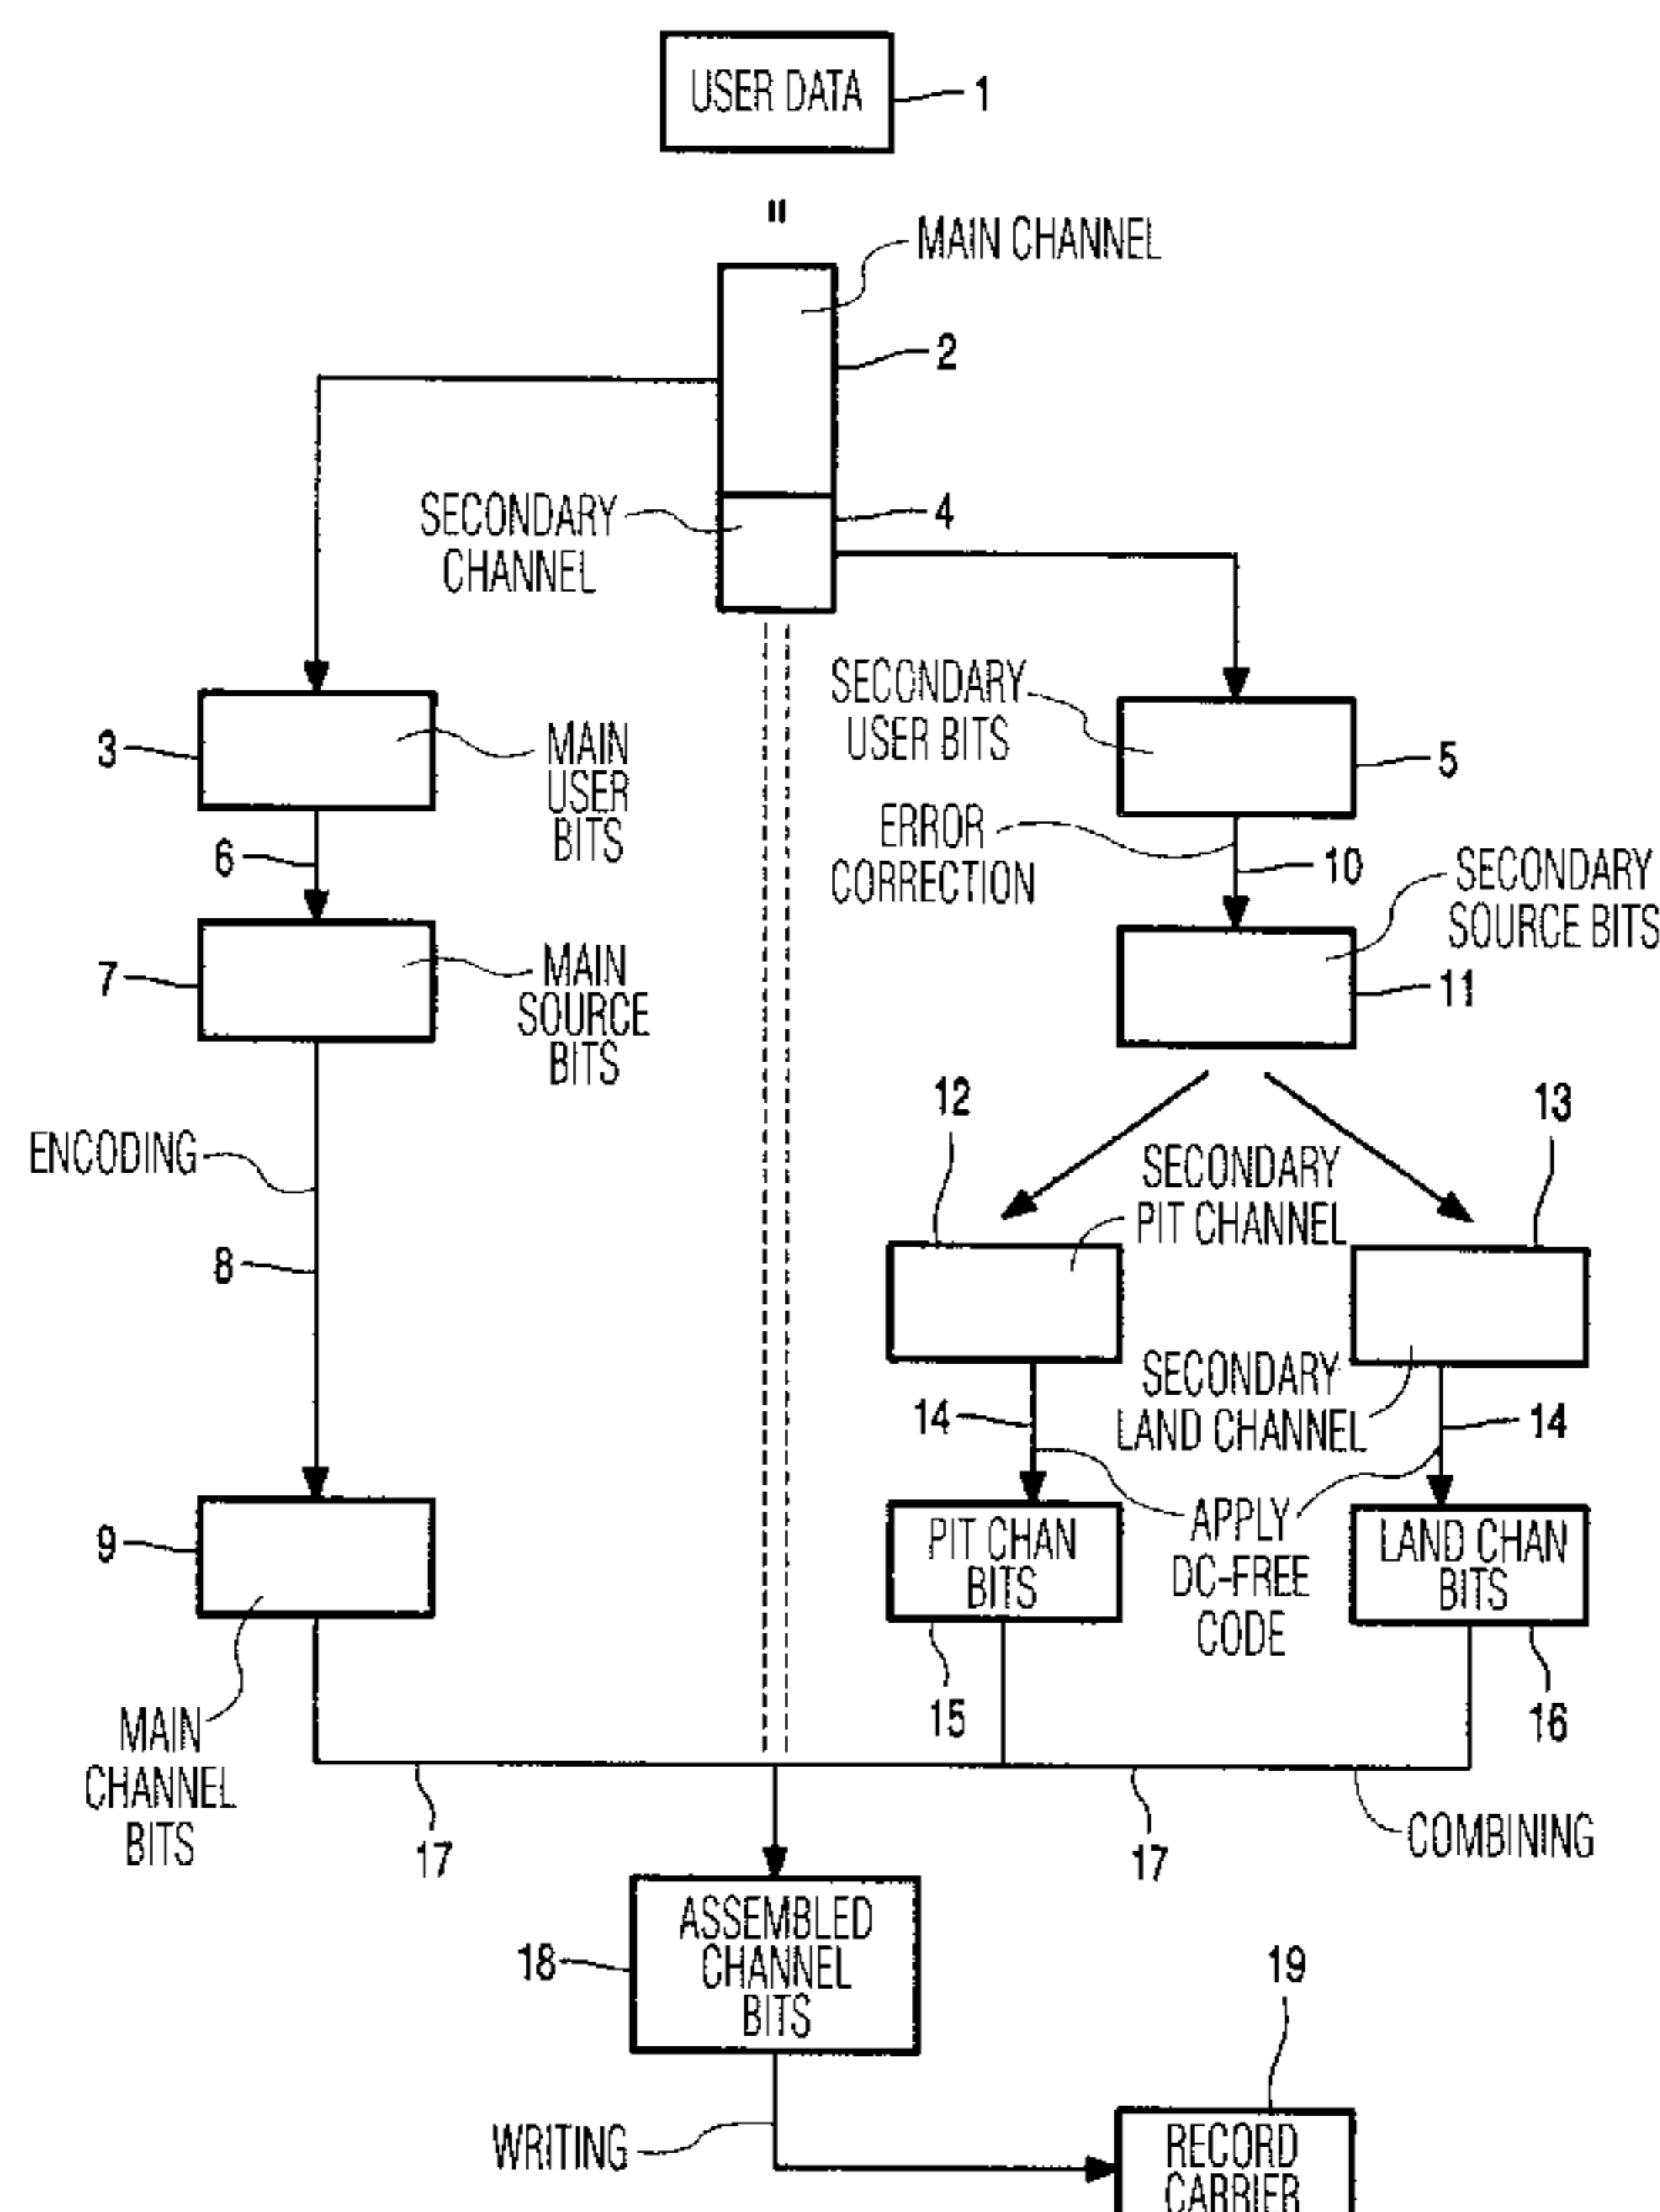 USER DATA
1
"
MAIN CHANNEL
2
SECONDARY
CHANNEL
4
SECONDARY
USER BITS
3
MAIN
USER
BITS
5
6
ERROR
CORRECTION
10
SECONDARY
SOURCE BITS
7
MAIN
SOURCE
BITS
11
12
13
ENCODING
SECONDARY
PIT CHANNEL
8
SECONDARY
LAND CHANNEL
14
14
9
PIT CHAN
BITS
APPLY
DC-FREE
CODE
LAND CHAN
BITS
15
16
MAIN
CHANNEL
BITS
17
17
COMBINING
ASSEMBLED
CHANNEL
BITS
18
19
WRITING
RECORD
CARRIER